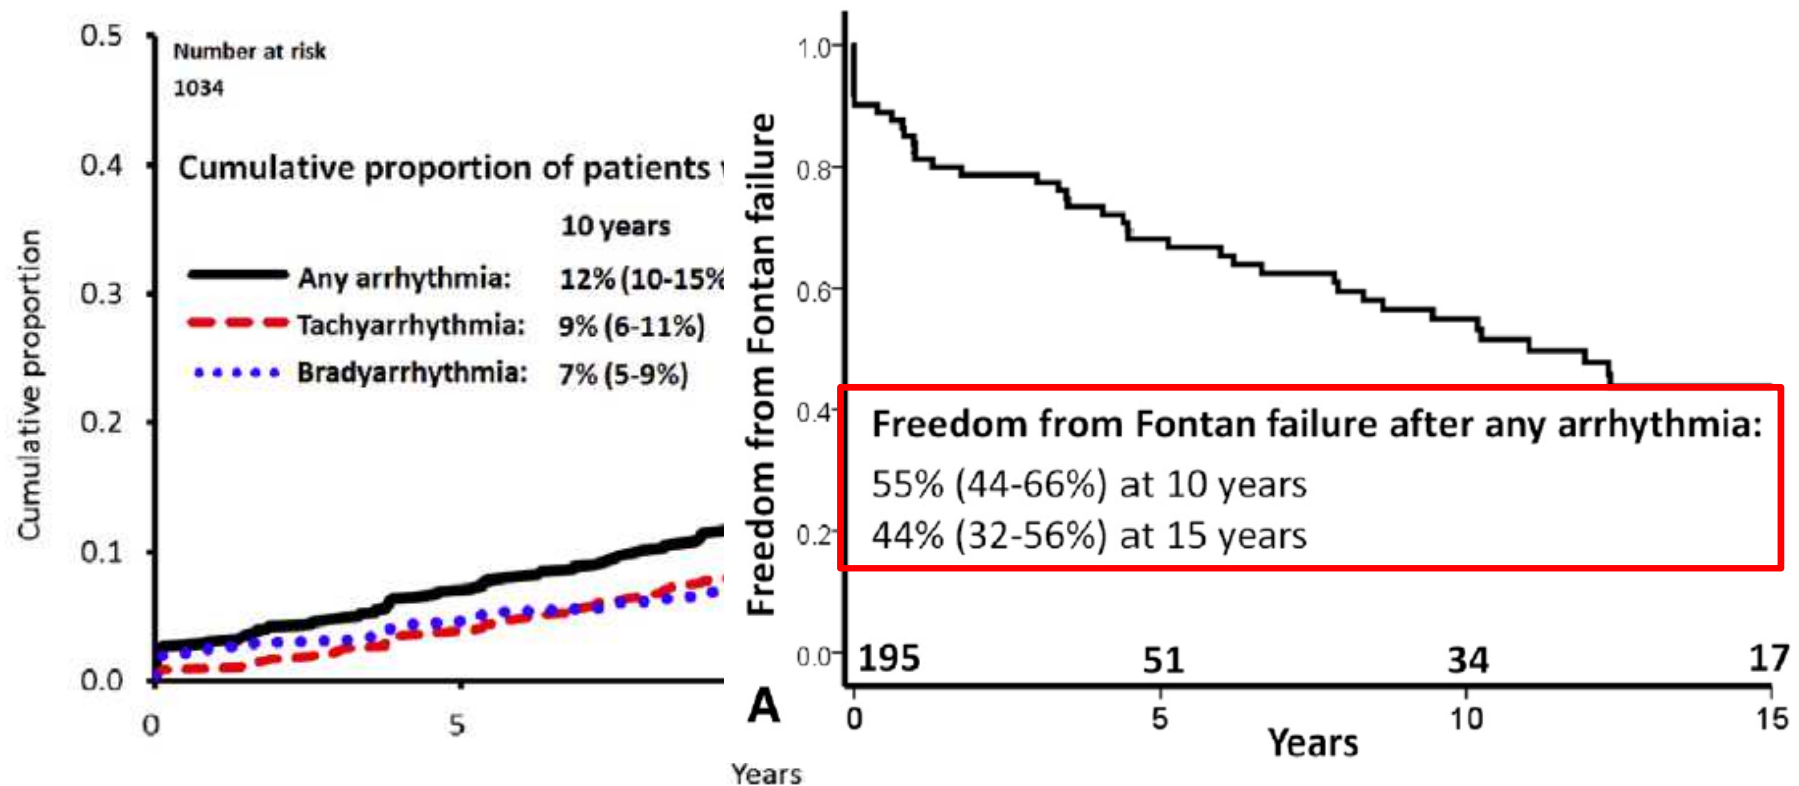 0.5
0.4
0.3
0.2
0.1
0.0
Cumulative proportion
Number at risk
1034
Cumulative proportion of patients
10 years
Any arrhythmia: 12% (10-15%
Tachyarrhythmia: 9% (6-11%)
Bradyarrhythmia: 7% (5-9%)
0 5
Years
Freedom from Fontan failure
1.0
0.8
0.6
0.4
0.2
0.0
Freedom from Fontan failure after any arrhythmia:
55% (44-66%) at 10 years
44% (32-56%) at 15 years
195 51 34 17
A
0 5 10 15
Years